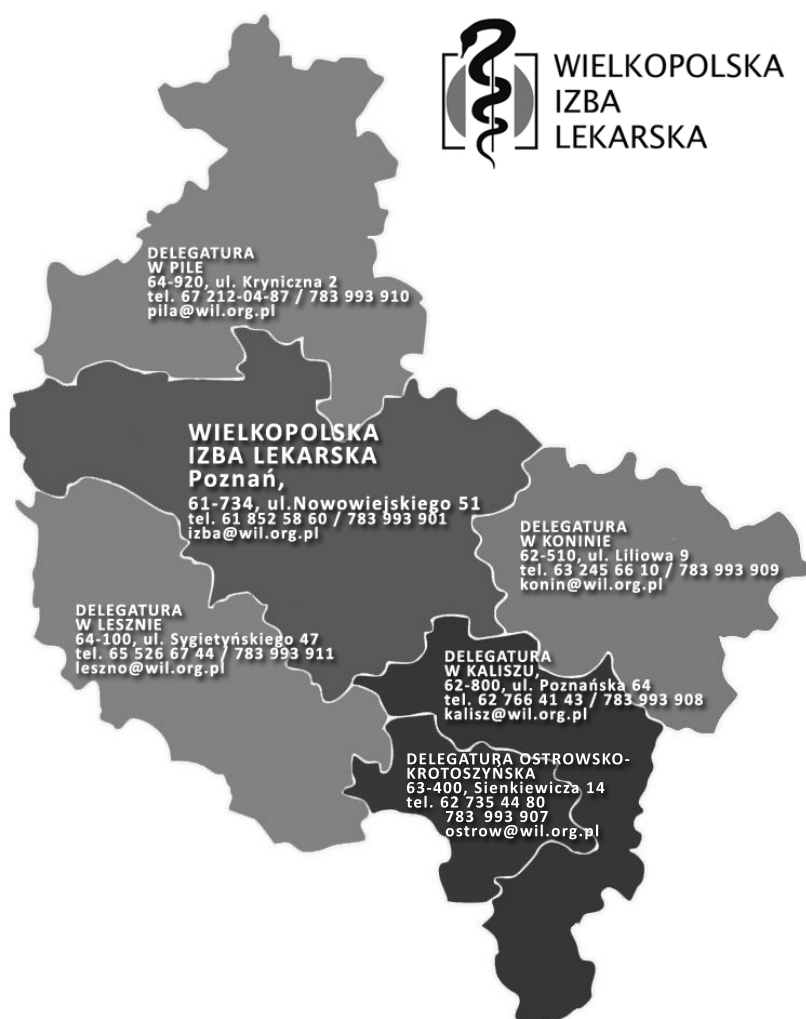 WIELKOPOLSKA
IZBA
LEKARSKA
DELEGATURA
W PILE
64-920, ul. Kryniczna 2
tel. 67 212-04-87 / 783 993 910
pila@wil.org.pl
WIELKOPOLSKA
IZBA LEKARSKA
Poznań,
61-734, ul.Nowowiejskiego 51
tel. 61 852 58 60 / 783 993 901
izba@wil.org.pl
DELEGATURA
W KONINIE
62-510, ul. Liliowa 9
tel. 63 245 66 10 / 783 993 909
konin@wil.org.pl
DELEGATURA
W LESZNIE
64-100, ul. Sygietyńskiego 47
tel. 65 526 67 44 / 783 993 911
leszno@wil.org.pl
DELEGATURA
W KALISZU,
62-800, ul. Poznańska 64
tel. 62 766 41 43 / 783 993 908
kalisz@wil.org.pl
DELEGATURA OSTROWSKO-
KROTOSZYŃSKA
63-400, Sienkiewicza 14
tel. 62 735 44 80
783 993 907
ostrow@wil.org.pl